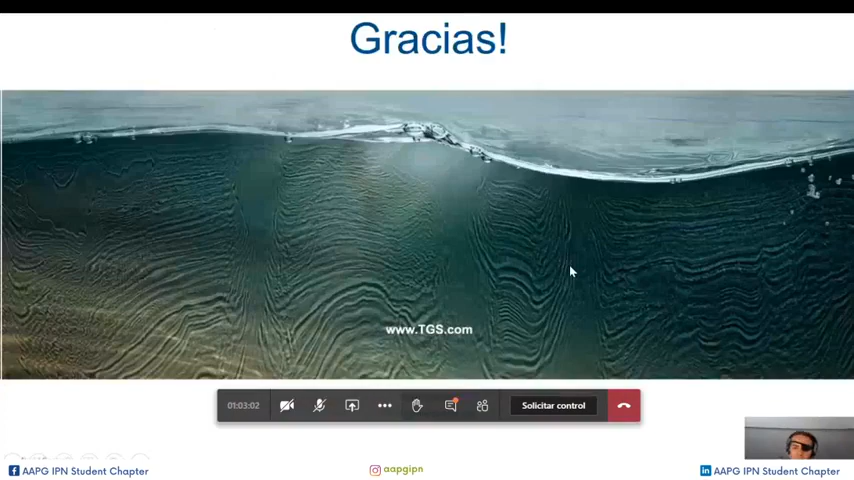 Gracias!
www.TGS.com
01:03:02
Solicitar control
AAPG IPN Student Chapter
aapgipn
AAPG IPN Student Chapter